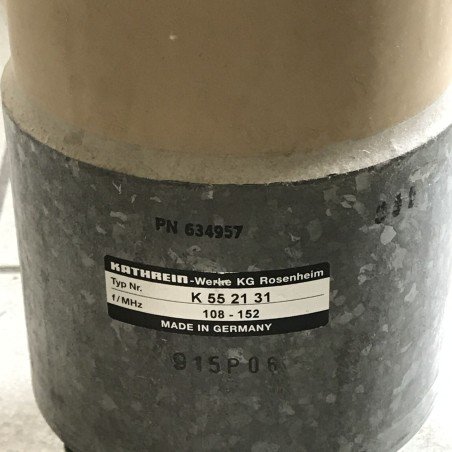 PN 634957
KATHREIN-Werke KG Rosenheim
Typ Nr. K 55 21 31
f/MHz 108 - 152
MADE IN GERMANY
915P06